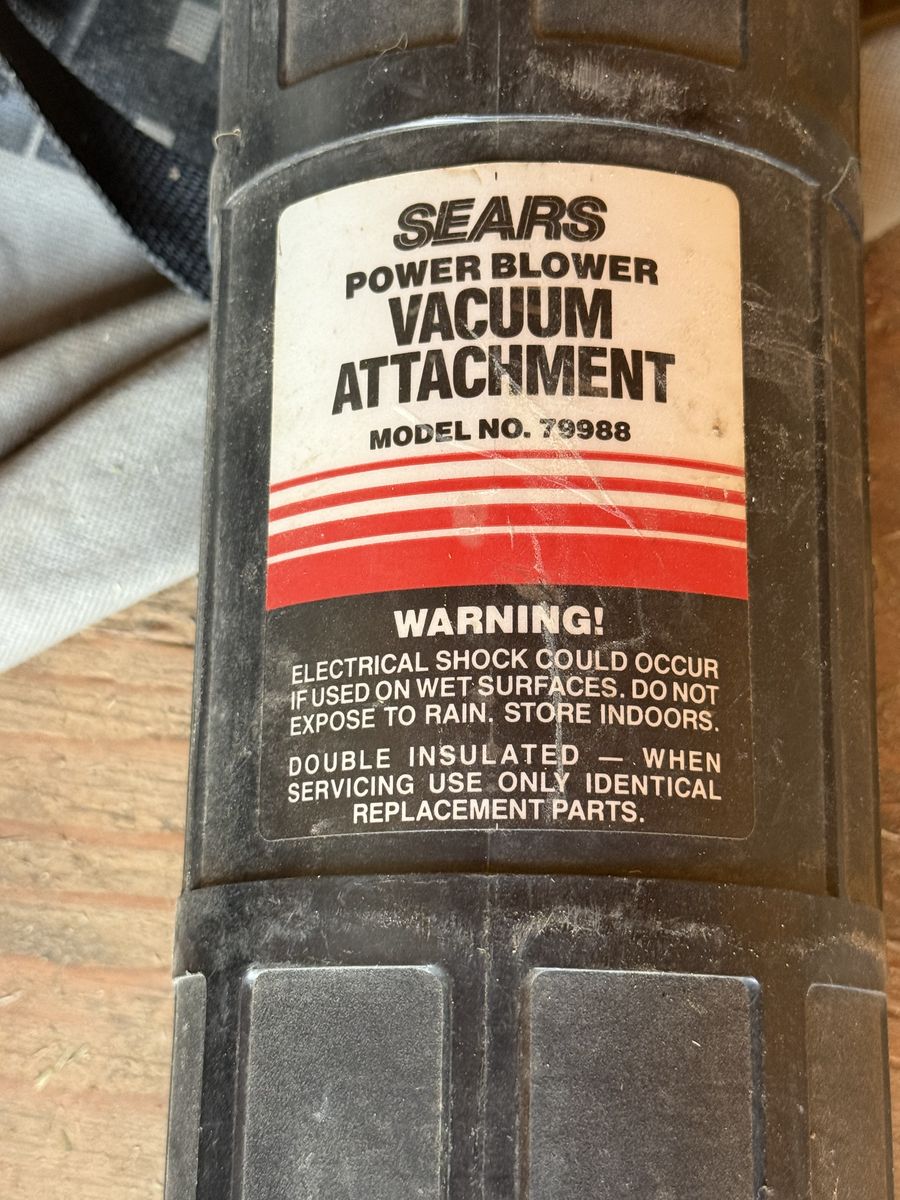 SEARS
POWER BLOWER
VACUUM
ATTACHMENT
MODEL NO. 79988
WARNING!
ELECTRICAL SHOCK COULD OCCUR
IF USED ON WET SURFACES. DO NOT
EXPOSE TO RAIN. STORE INDOORS.
DOUBLE INSULATED — WHEN
SERVICING USE ONLY IDENTICAL
REPLACEMENT PARTS.